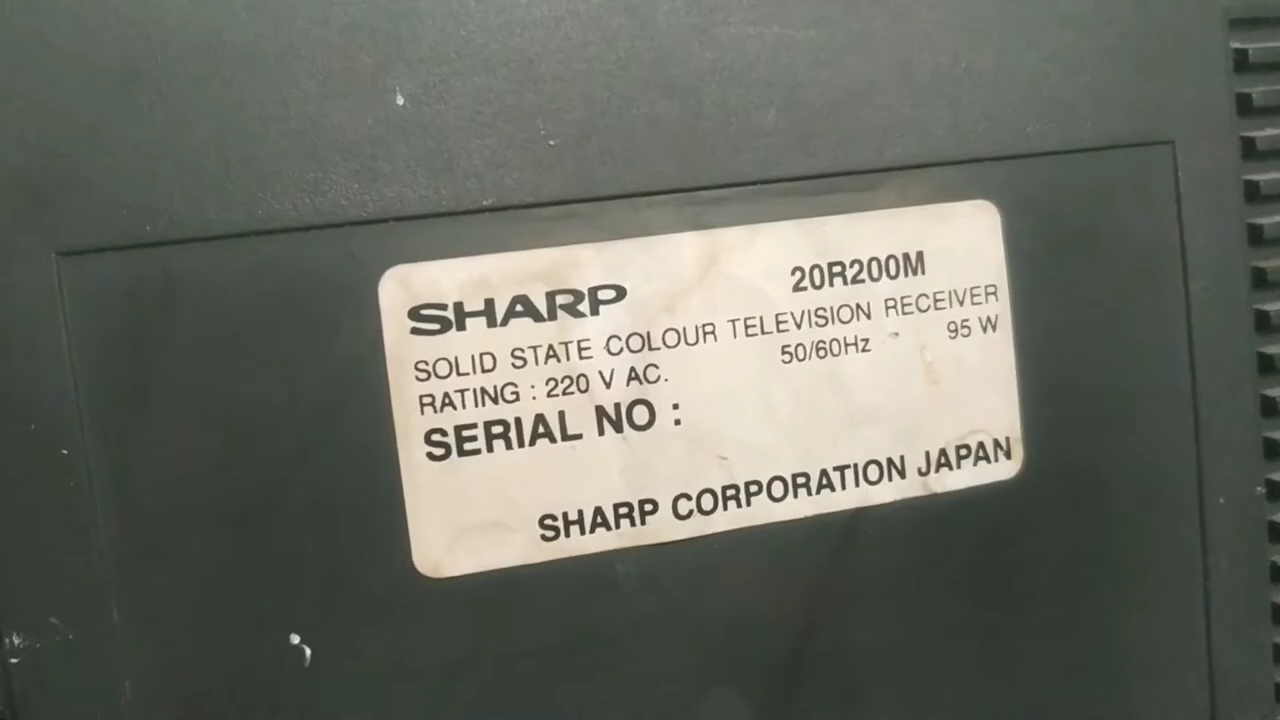 SHARP 20R200M
SOLID STATE COLOUR TELEVISION RECEIVER
RATING : 220 V AC. 50/60Hz 95 W
SERIAL NO :
SHARP CORPORATION JAPAN